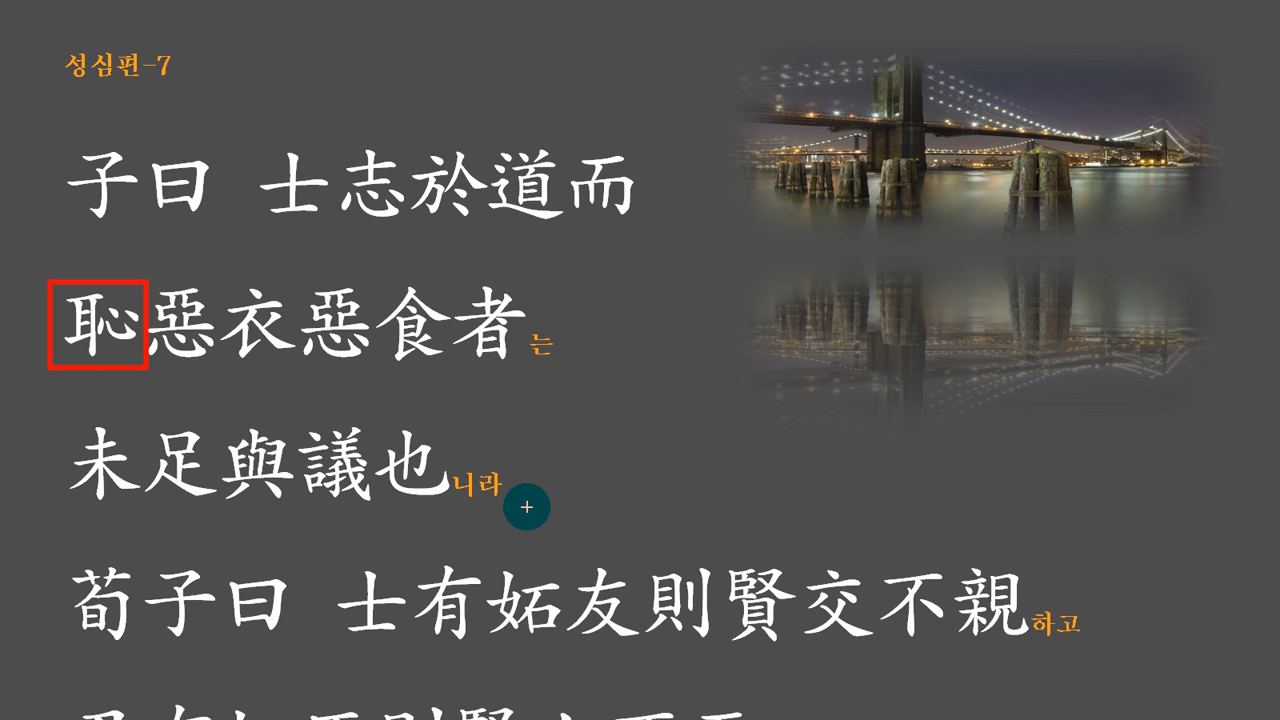 성심편-7
子曰 士志於道而
恥惡衣惡食者는
未足與議也니라
荀子曰 士有妬友則賢交不親하고